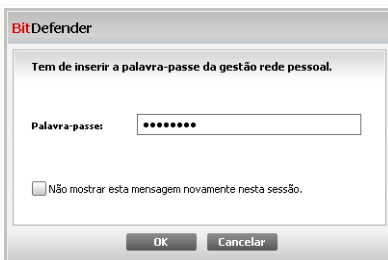 BitDefender
Tem de inserir a palavra-passe da gestão rede pessoal.
Palavra-passe: ●●●●●●●●
Não mostrar esta mensagem novamente nesta sessão.
OK Cancelar